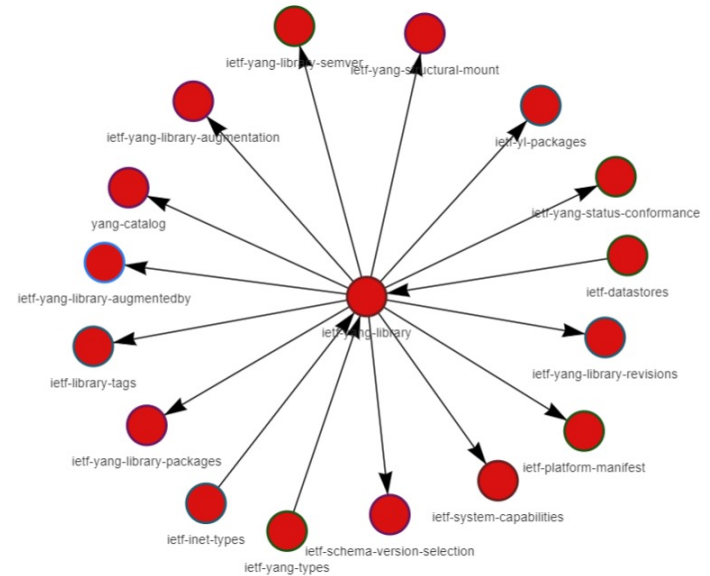 ietf-yang-library-semver
ietf-yang-structural-mount
ietf-yang-library-augmentation
ietf-yl-packages
yang-catalog
ietf-yang-status-conformance
ietf-yang-library-augmentedby
ietf-datastores
ietf-yang-library
ietf-library-tags
ietf-yang-library-revisions
ietf-yang-library-packages
ietf-platform-manifest
ietf-system-capabilities
ietf-inet-types
ietf-schema-version-selection
ietf-yang-types